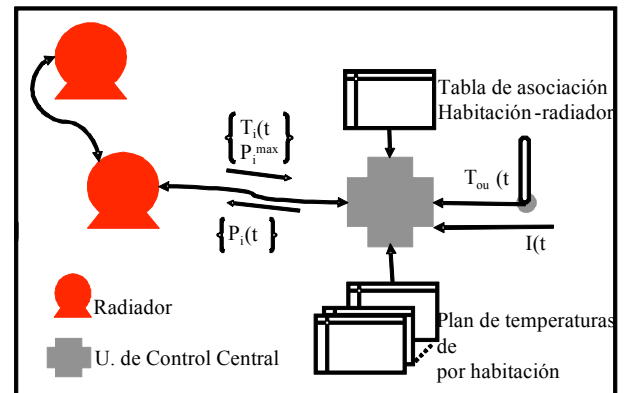 Tabla de asociación
Habitación-radiador
T_i(t
P_i^max
T_ou (t
P_i(t
I(t
Radiador
Plan de temperaturas
de
U. de Control Central
por habitación